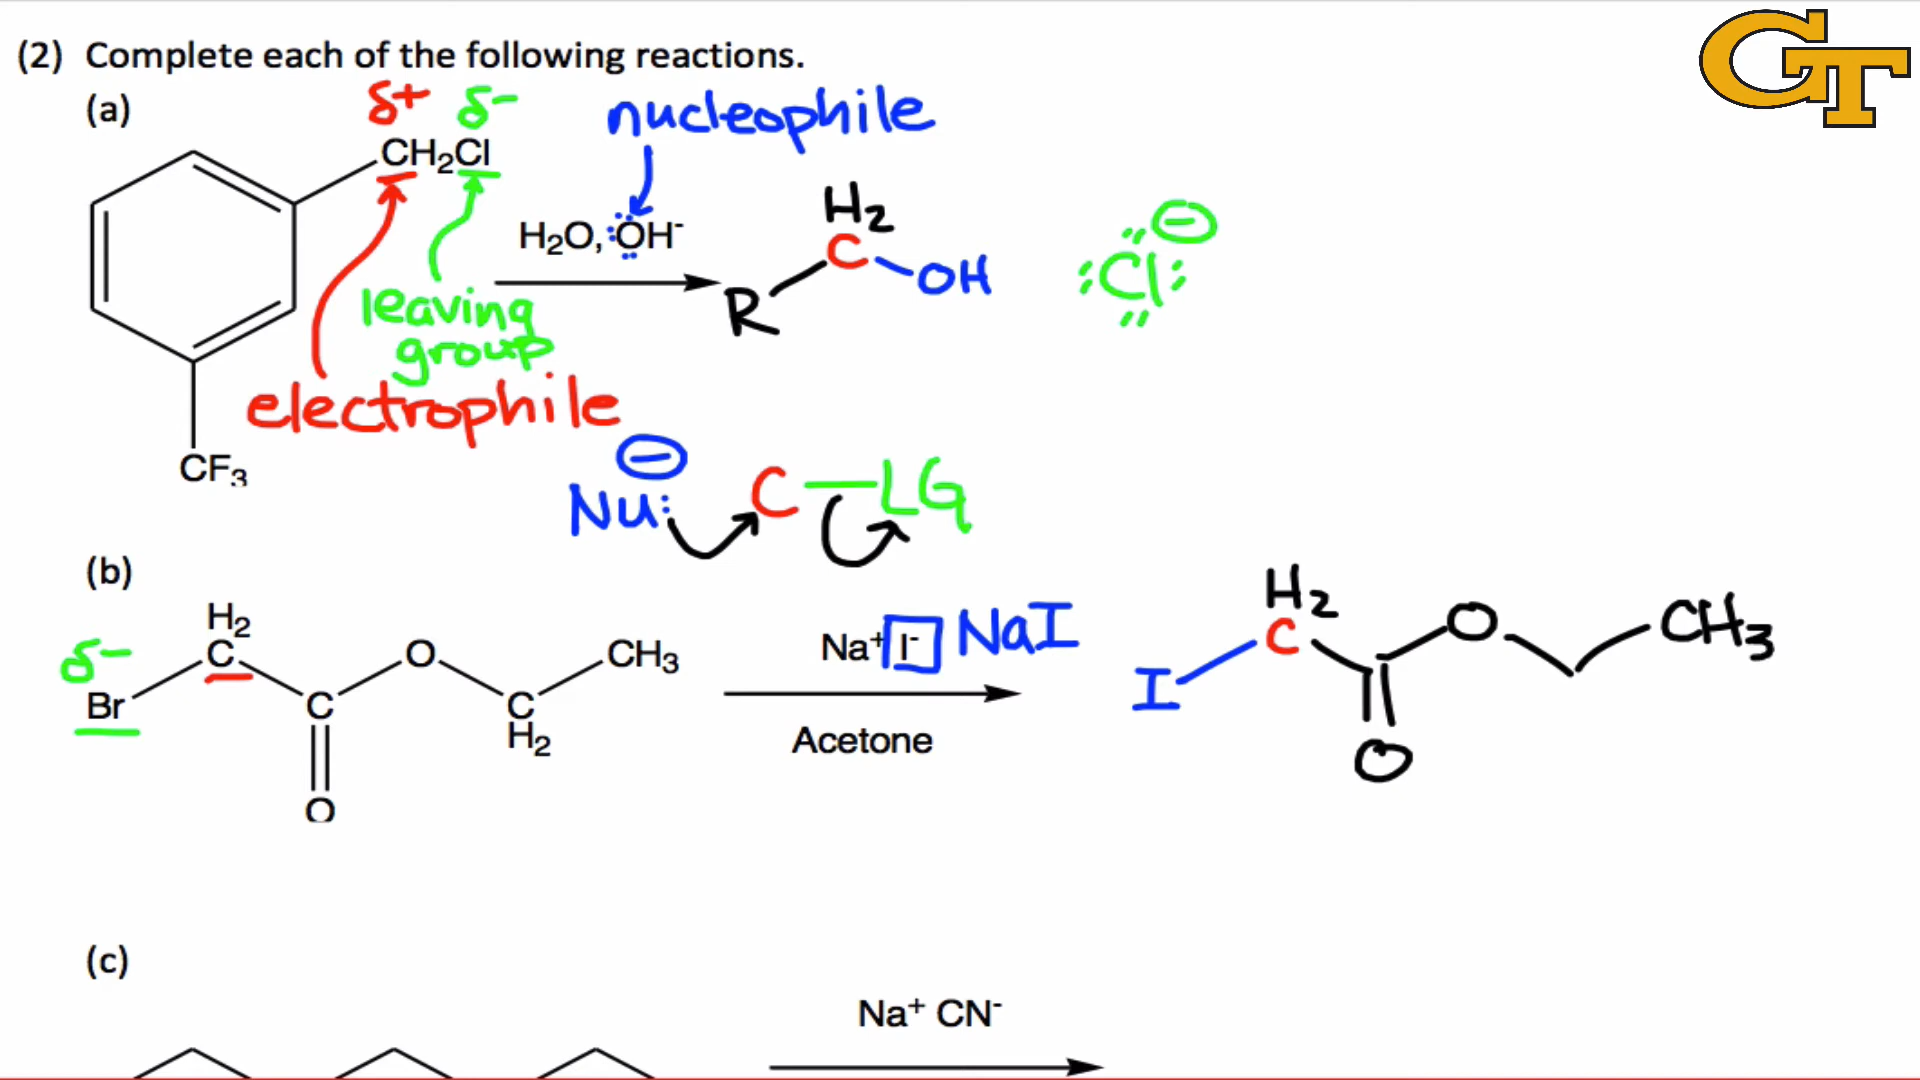 (2) Complete each of the following reactions.
GT
(a)
δ+ δ-
nucleophile
CH₂Cl
H₂O, :ÖH⁻
H₂
C
OH
R
:Cl: ⊖
leaving
group
electrophile
CF₃
⊖
Nu: C—LG
(b)
δ-
Br
H₂
C
C
O
O
C
H₂
CH₃
Na⁺ I⁻ NaI
Acetone
I
H₂
C
O
O
CH₃
(c)
Na⁺ CN⁻